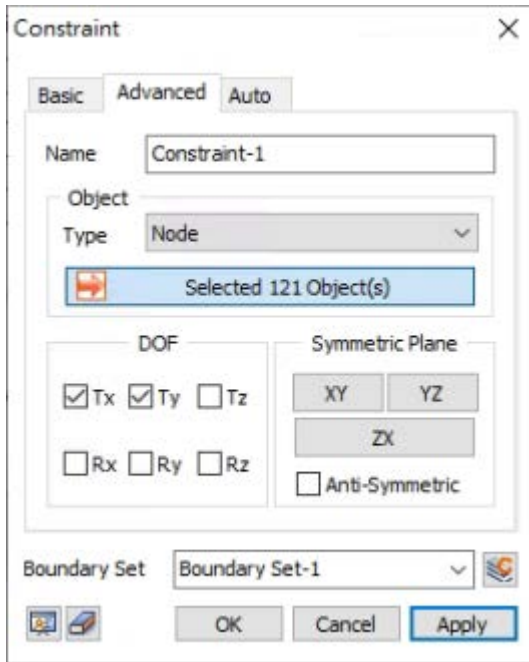 Constraint
Basic Advanced Auto
Name Constraint-1
Object
Type Node
Selected 121 Object(s)
DOF
Tx Ty Tz
Rx Ry Rz
Symmetric Plane
XY YZ
ZX
Anti-Symmetric
Boundary Set Boundary Set-1
OK Cancel Apply